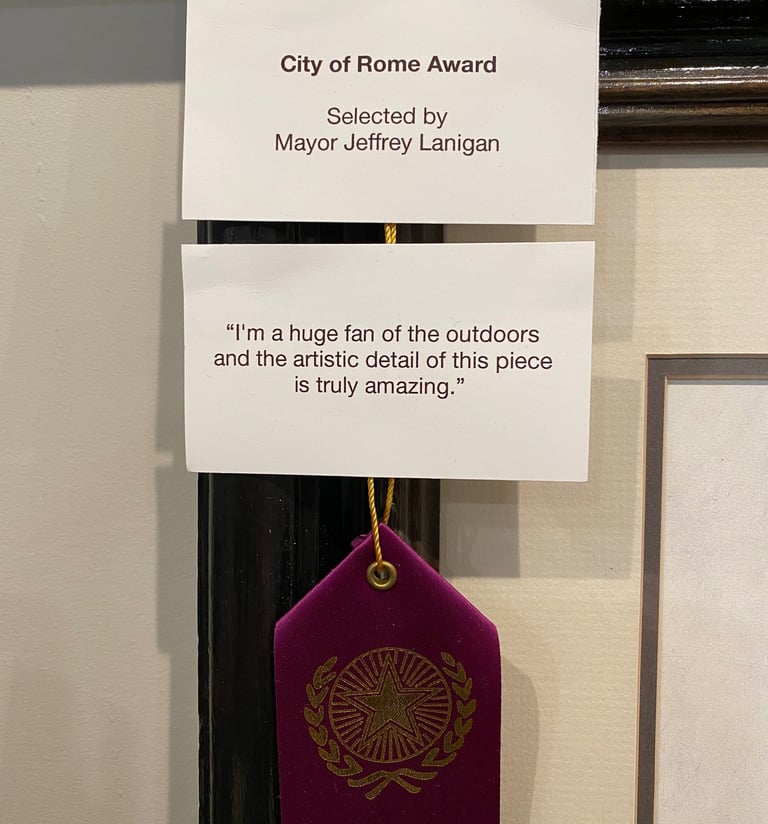 City of Rome Award
Selected by
Mayor Jeffrey Lanigan
“I'm a huge fan of the outdoors
and the artistic detail of this piece
is truly amazing.”